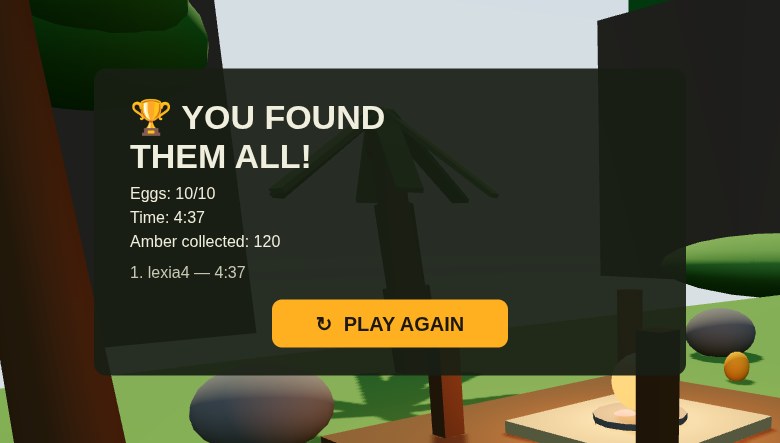 🏆 YOU FOUND
THEM ALL!
Eggs: 10/10
Time: 4:37
Amber collected: 120
1. lexia4 — 4:37
↻ PLAY AGAIN